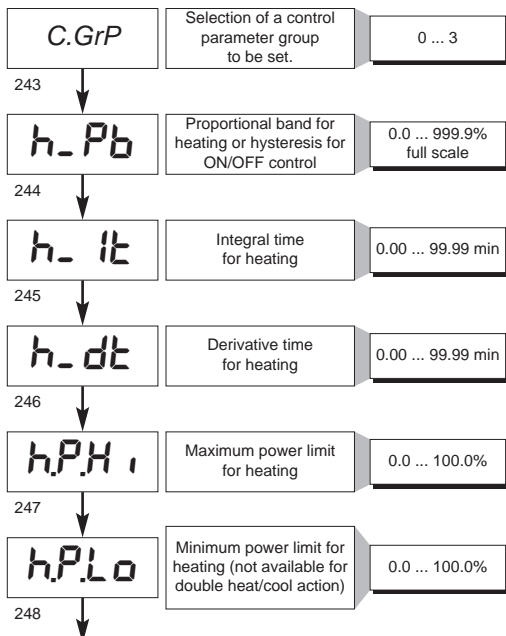 C.GrP
Selection of a control
parameter group
to be set.
0 ... 3
243
h_Pb
Proportional band for
heating or hysteresis for
ON/OFF control
0.0 ... 999.9%
full scale
244
h_ It
Integral time
for heating
0.00 ... 99.99 min
245
h_dt
Derivative time
for heating
0.00 ... 99.99 min
246
h.P.H i
Maximum power limit
for heating
0.0 ... 100.0%
247
h.P.Lo
Minimum power limit for
heating (not available for
double heat/cool action)
0.0 ... 100.0%
248